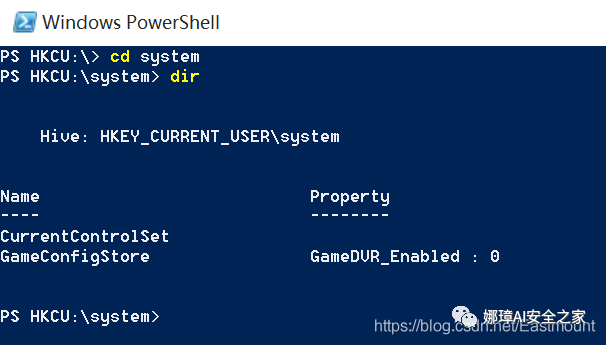 Windows PowerShell
PS HKCU:\> cd system
PS HKCU:\system> dir
Hive: HKEY_CURRENT_USER\system
Name Property
---- --------
CurrentControlSet
GameConfigStore GameDVR_Enabled : 0
PS HKCU:\system>
娜璋AI安全之家
https://blog.csdn.net/Eastmount